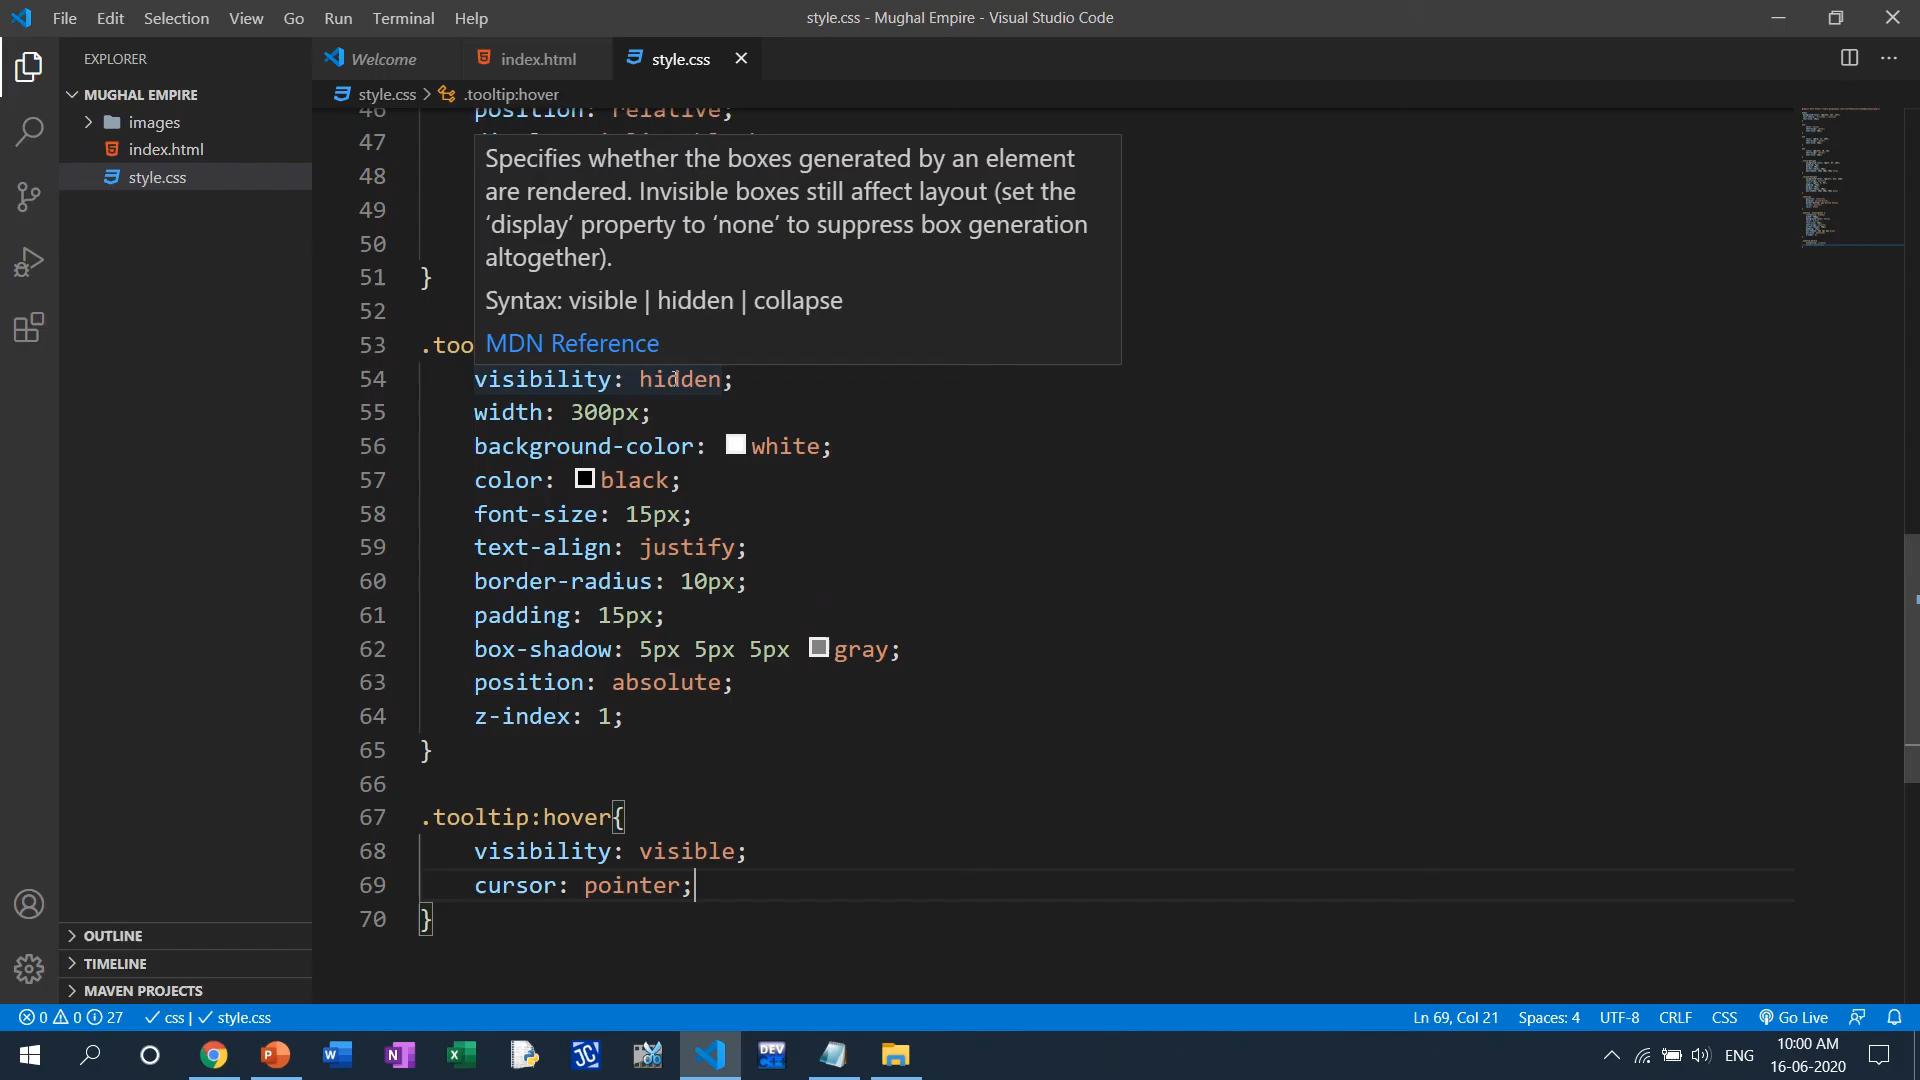 File Edit Selection View Go Run Terminal Help
style.css - Mughal Empire - Visual Studio Code
EXPLORER
Welcome
index.html
style.css
MUGHAL EMPIRE
images
index.html
style.css
style.css > .tooltip:hover
46 position: relative;
47
Specifies whether the boxes generated by an element
48
are rendered. Invisible boxes still affect layout (set the
49
‘display’ property to ‘none’ to suppress box generation
50
altogether).
51 }
Syntax: visible | hidden | collapse
52
MDN Reference
53 .too
54 visibility: hidden;
55 width: 300px;
56 background-color: white;
57 color: black;
58 font-size: 15px;
59 text-align: justify;
60 border-radius: 10px;
61 padding: 15px;
62 box-shadow: 5px 5px 5px gray;
63 position: absolute;
64 z-index: 1;
65 }
66
67 .tooltip:hover{
68 visibility: visible;
69 cursor: pointer;
70 }
OUTLINE
TIMELINE
MAVEN PROJECTS
0 0 27 css | style.css
Ln 69, Col 21 Spaces: 4 UTF-8 CRLF CSS Go Live
DEV
ENG
10:00 AM
16-06-2020